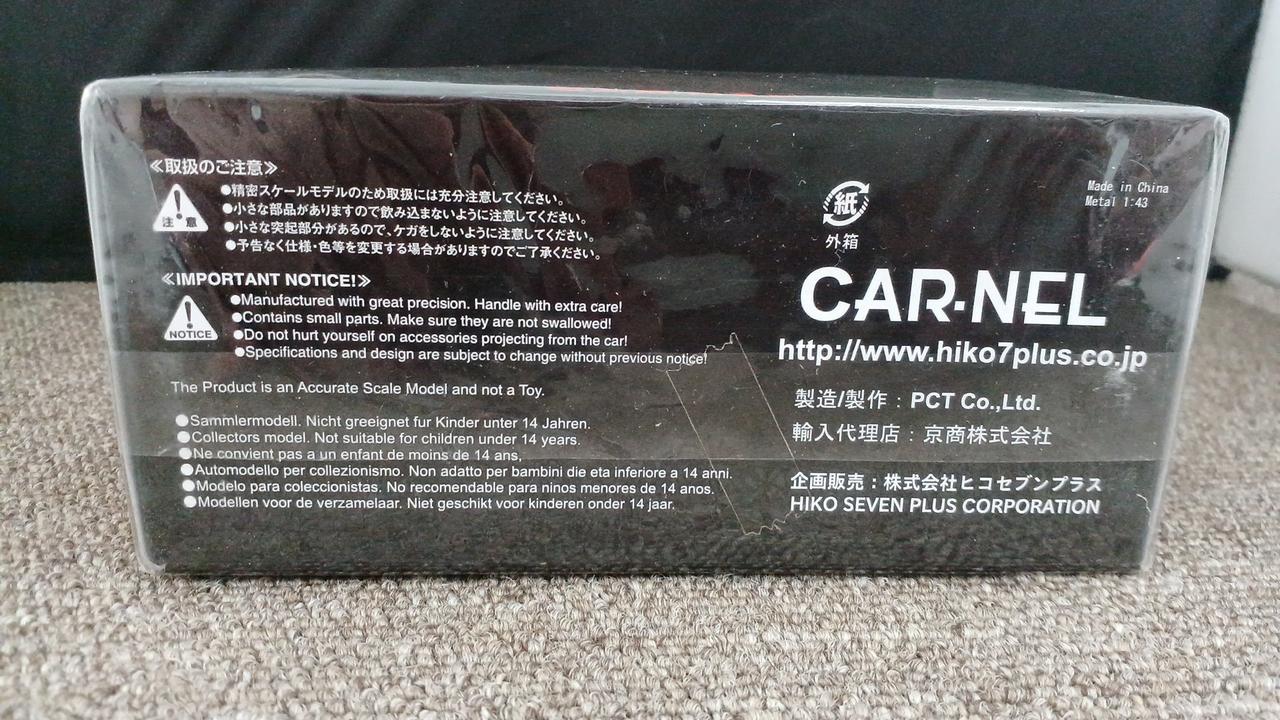 ≪取扱のご注意≫
注意
●精密スケールモデルのため取扱には充分注意してください。
●小さな部品がありますので飲み込まないように注意してください。
●小さな突起部分があるので、ケガをしないように注意してください。
●予告なく仕様・色等を変更する場合がありますのでご了承ください。
≪IMPORTANT NOTICE!≫
NOTICE
●Manufactured with great precision. Handle with extra care!
●Contains small parts. Make sure they are not swallowed!
●Do not hurt yourself on accessories projecting from the car!
●Specifications and design are subject to change without previous notice!
The Product is an Accurate Scale Model and not a Toy.
●Sammlermodell. Nicht greeignet fur Kinder unter 14 Jahren.
●Collectors model. Not suitable for children under 14 years.
●Ne convient pas a un enfant de moins de 14 ans,
●Automodello per collezionismo. Non adatto per bambini die eta inferiore a 14 anni.
●Modelo para coleccionistas. No recomendable para ninos menores de 14 anos.
●Modellen voor de verzamelaar. Niet geschikt voor kinderen onder 14 jaar.
紙
外箱
Made in China
Metal 1:43
CAR·NEL
http://www.hiko7plus.co.jp
製造/製作：PCT Co.,Ltd.
輸入代理店：京商株式会社
企画販売：株式会社ヒコセブンプラス
HIKO SEVEN PLUS CORPORATION